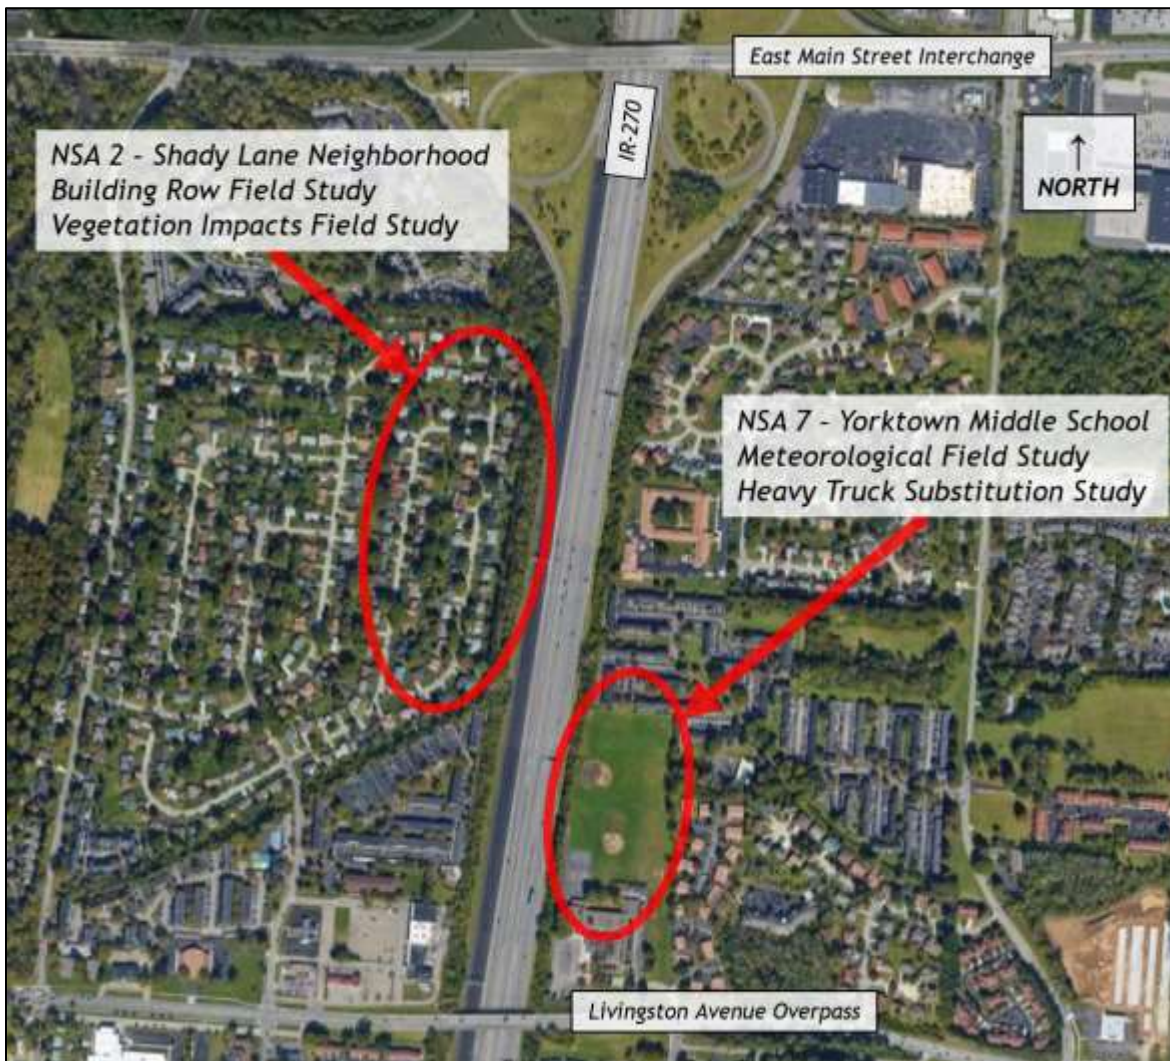 East Main Street Interchange
IR-270
NSA 2 - Shady Lane Neighborhood
Building Row Field Study
Vegetation Impacts Field Study
↑
NORTH
NSA 7 - Yorktown Middle School
Meteorological Field Study
Heavy Truck Substitution Study
Livingston Avenue Overpass